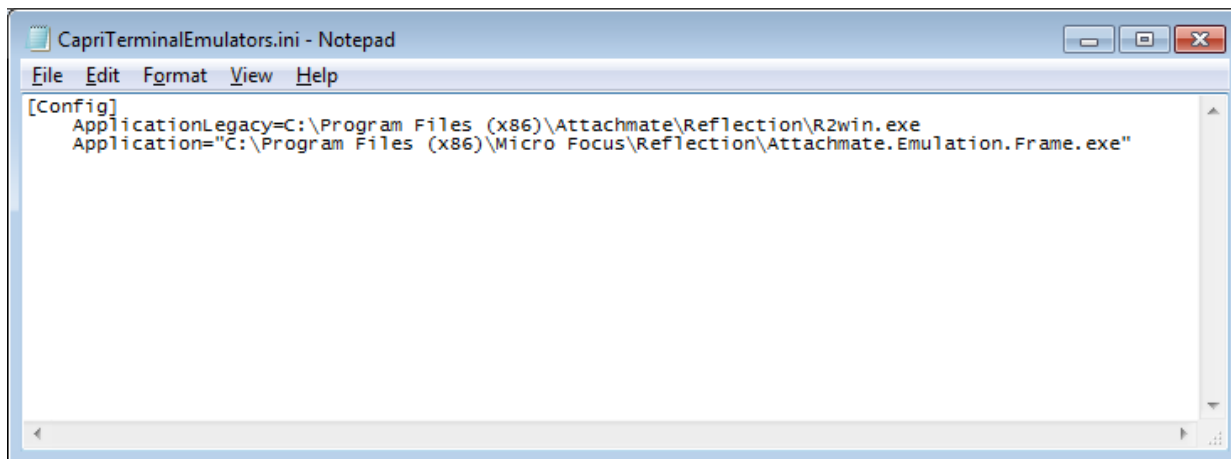 CapriTerminalEmulators.ini - Notepad
File Edit Format View Help
[Config]
ApplicationLegacy=C:\Program Files (x86)\Attachmate\Reflection\R2win.exe
Application="C:\Program Files (x86)\Micro Focus\Reflection\Attachmate.Emulation.Frame.exe"